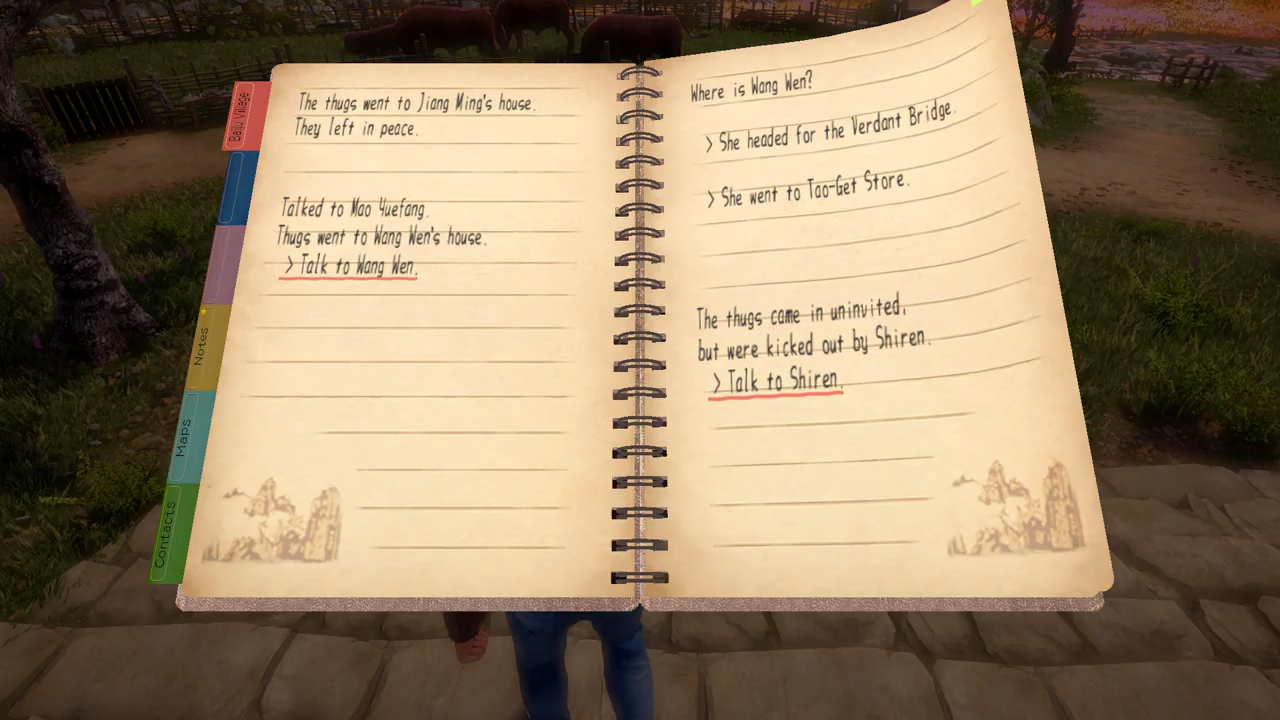 The thugs went to Jiang Ming's house.
They left in peace.
Talked to Mao Yuefang.
Thugs went to Wang Wen's house.
> Talk to Wang Wen.
Where is Wang Wen?
> She headed for the Verdant Bridge.
> She went to Tao-Get Store.
The thugs came in uninvited,
but were kicked out by Shiren.
> Talk to Shiren.
Bailu Village
Notes
Maps
Contacts